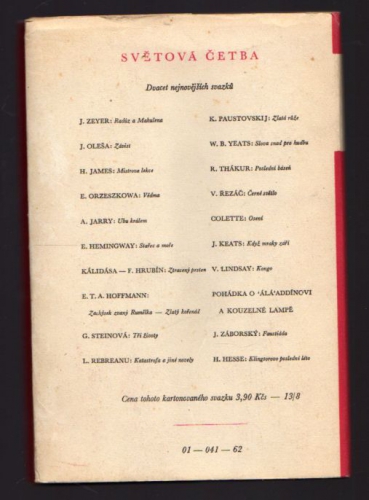 SVĚTOVÁ ČETBA
Dvacet nejnovějších svazků
J. ZEYER: Radúz a Mahulena
J. OLEŠA: Závist
H. JAMES: Mistrova lekce
E. ORZESZKOWA: Vědma
A. JARRY: Ubu králem
E. HEMINGWAY: Stařec a moře
KÁLIDÁSA — F. HRUBÍN: Ztracený prsten
E. T. A. HOFFMANN:
Zachýsek zvaný Rumělka — Zlatý kořenáč
G. STEINOVÁ: Tři životy
L. REBREANU: Katastrofa a jiné novely
K. PAUSTOVSKIJ: Zlatá růže
W. B. YEATS: Slova snad pro hudbu
R. THÁKUR: Poslední báseň
V. ŘEZÁČ: Černé světlo
COLETTE: Osení
J. KEATS: Když mraky září
V. LINDSAY: Kongo
POHÁDKA O ʿALÁʾADDÍNOVI
A KOUZELNÉ LAMPĚ
J. ZÁBORSKÝ: Faustiáda
H. HESSE: Klingsorovo poslední léto
Cena tohoto kartonovaného svazku 3,90 Kčs — 13/8
01 — 041 — 62